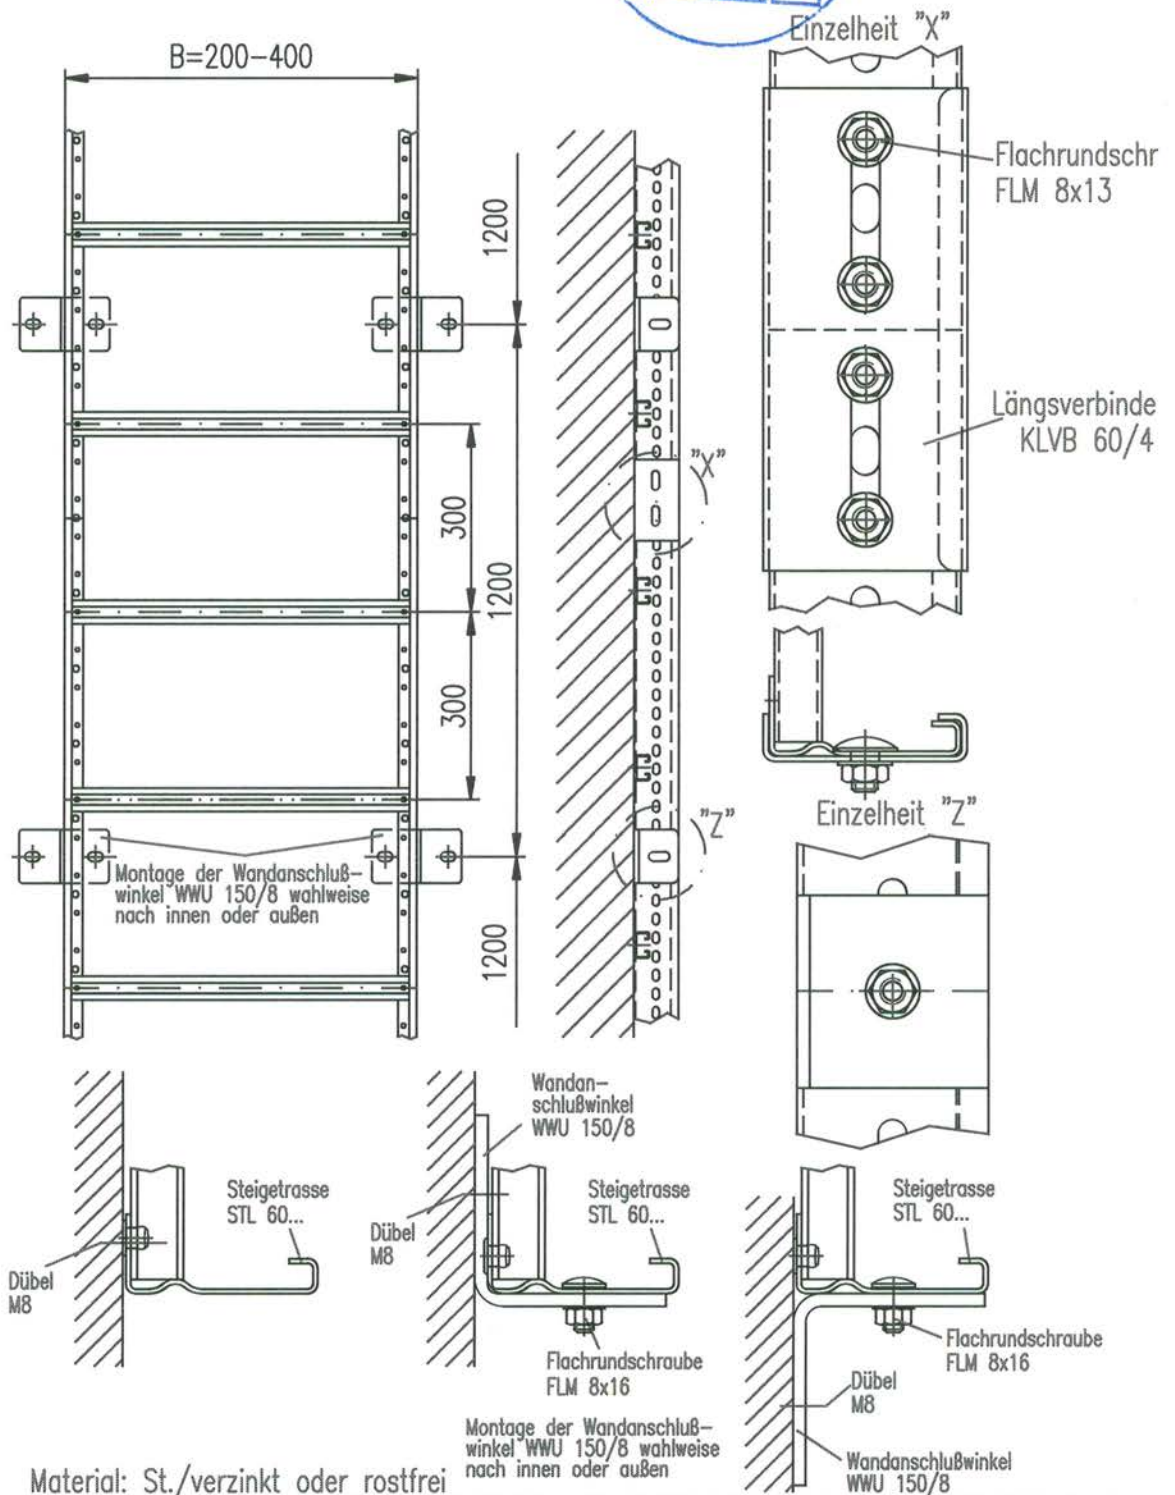 Einzelheit "X"
B=200-400
Flachrundschr
FLM 8x13
1200
Längsverbinde
KLVB 60/4
"X"
300
1200
300
Einzelheit "Z"
"Z"
Montage der Wandanschluß-
winkel WWU 150/8 wahlweise
nach innen oder außen
1200
Wandan-
schlußwinkel
WWU 150/8
Steigetrasse
STL 60...
Dübel
M8
Dübel
M8
Steigetrasse
STL 60...
Flachrundschraube
FLM 8x16
Steigetrasse
STL 60...
Flachrundschraube
FLM 8x16
Dübel
M8
Montage der Wandanschluß-
winkel WWU 150/8 wahlweise
nach innen oder außen
Wandanschlußwinkel
WWU 150/8
Material: St./verzinkt oder rostfrei